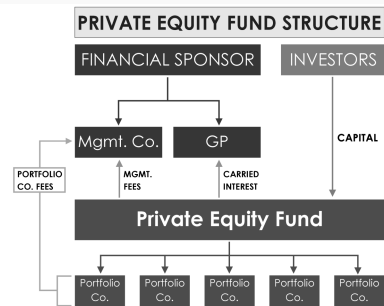 PRIVATE EQUITY FUND STRUCTURE
FINANCIAL SPONSOR
INVESTORS
Mgmt. Co.
GP
CAPITAL
PORTFOLIO
CO. FEES
MGMT.
FEES
CARRIED
INTEREST
Private Equity Fund
Portfolio
Co.
Portfolio
Co.
Portfolio
Co.
Portfolio
Co.
Portfolio
Co.